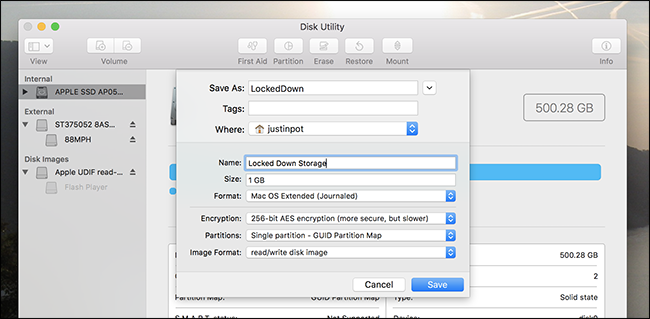 Disk Utility
View
Volume
First Aid
Partition
Erase
Restore
Mount
Info
Internal
APPLE SSD AP05...
External
ST375052 8AS...
88MPH
Disk Images
Apple UDIF read-...
Flash Player
Save As: LockedDown
Tags:
Where: justinpot
500.28 GB
Name: Locked Down Storage
Size: 1 GB
Format: Mac OS Extended (Journaled)
Encryption: 256-bit AES encryption (more secure, but slower)
Partitions: Single partition - GUID Partition Map
Image Format: read/write disk image
Cancel
Save
500.28 GB
2
Partition Map: GUID Partition Map
Type: Solid state
S.M.A.R.T. status: Not Supported
Device: disk0